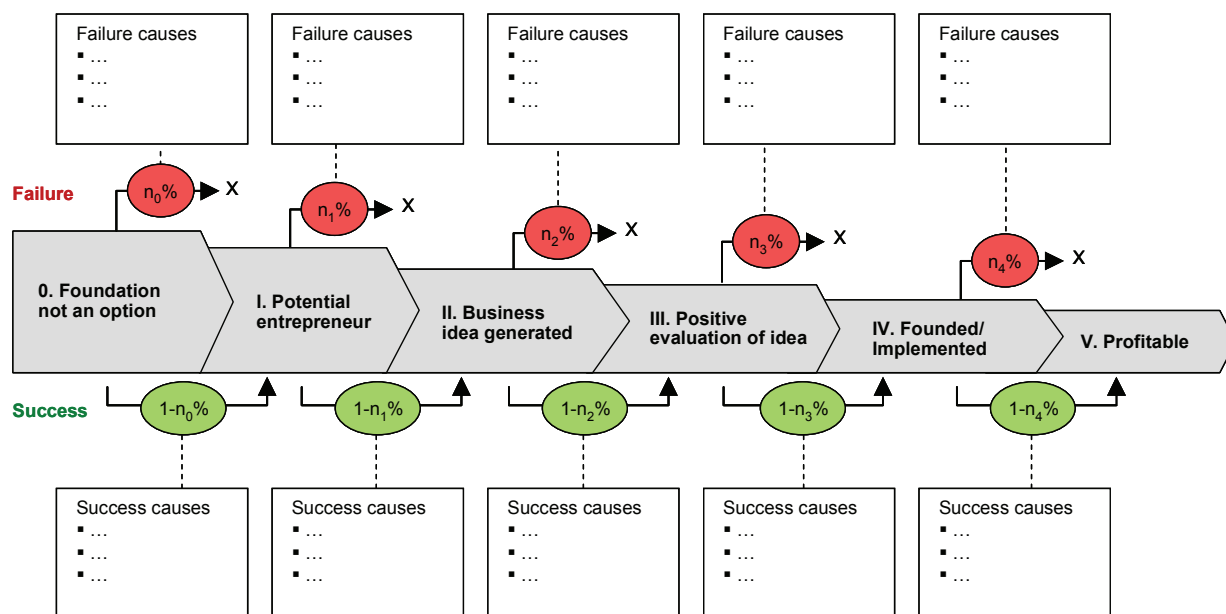 Failure causes
▪ ...
▪ ...
▪ ...
Failure causes
▪ ...
▪ ...
▪ ...
Failure causes
▪ ...
▪ ...
▪ ...
Failure causes
▪ ...
▪ ...
▪ ...
Failure causes
▪ ...
▪ ...
▪ ...
Failure
n₀%
X
n₁%
X
n₂%
X
n₃%
X
n₄%
X
0. Foundation
not an option
I. Potential
entrepreneur
II. Business
idea generated
III. Positive
evaluation of idea
IV. Founded/
Implemented
V. Profitable
Success
1-n₀%
1-n₁%
1-n₂%
1-n₃%
1-n₄%
Success causes
▪ ...
▪ ...
▪ ...
Success causes
▪ ...
▪ ...
▪ ...
Success causes
▪ ...
▪ ...
▪ ...
Success causes
▪ ...
▪ ...
▪ ...
Success causes
▪ ...
▪ ...
▪ ...